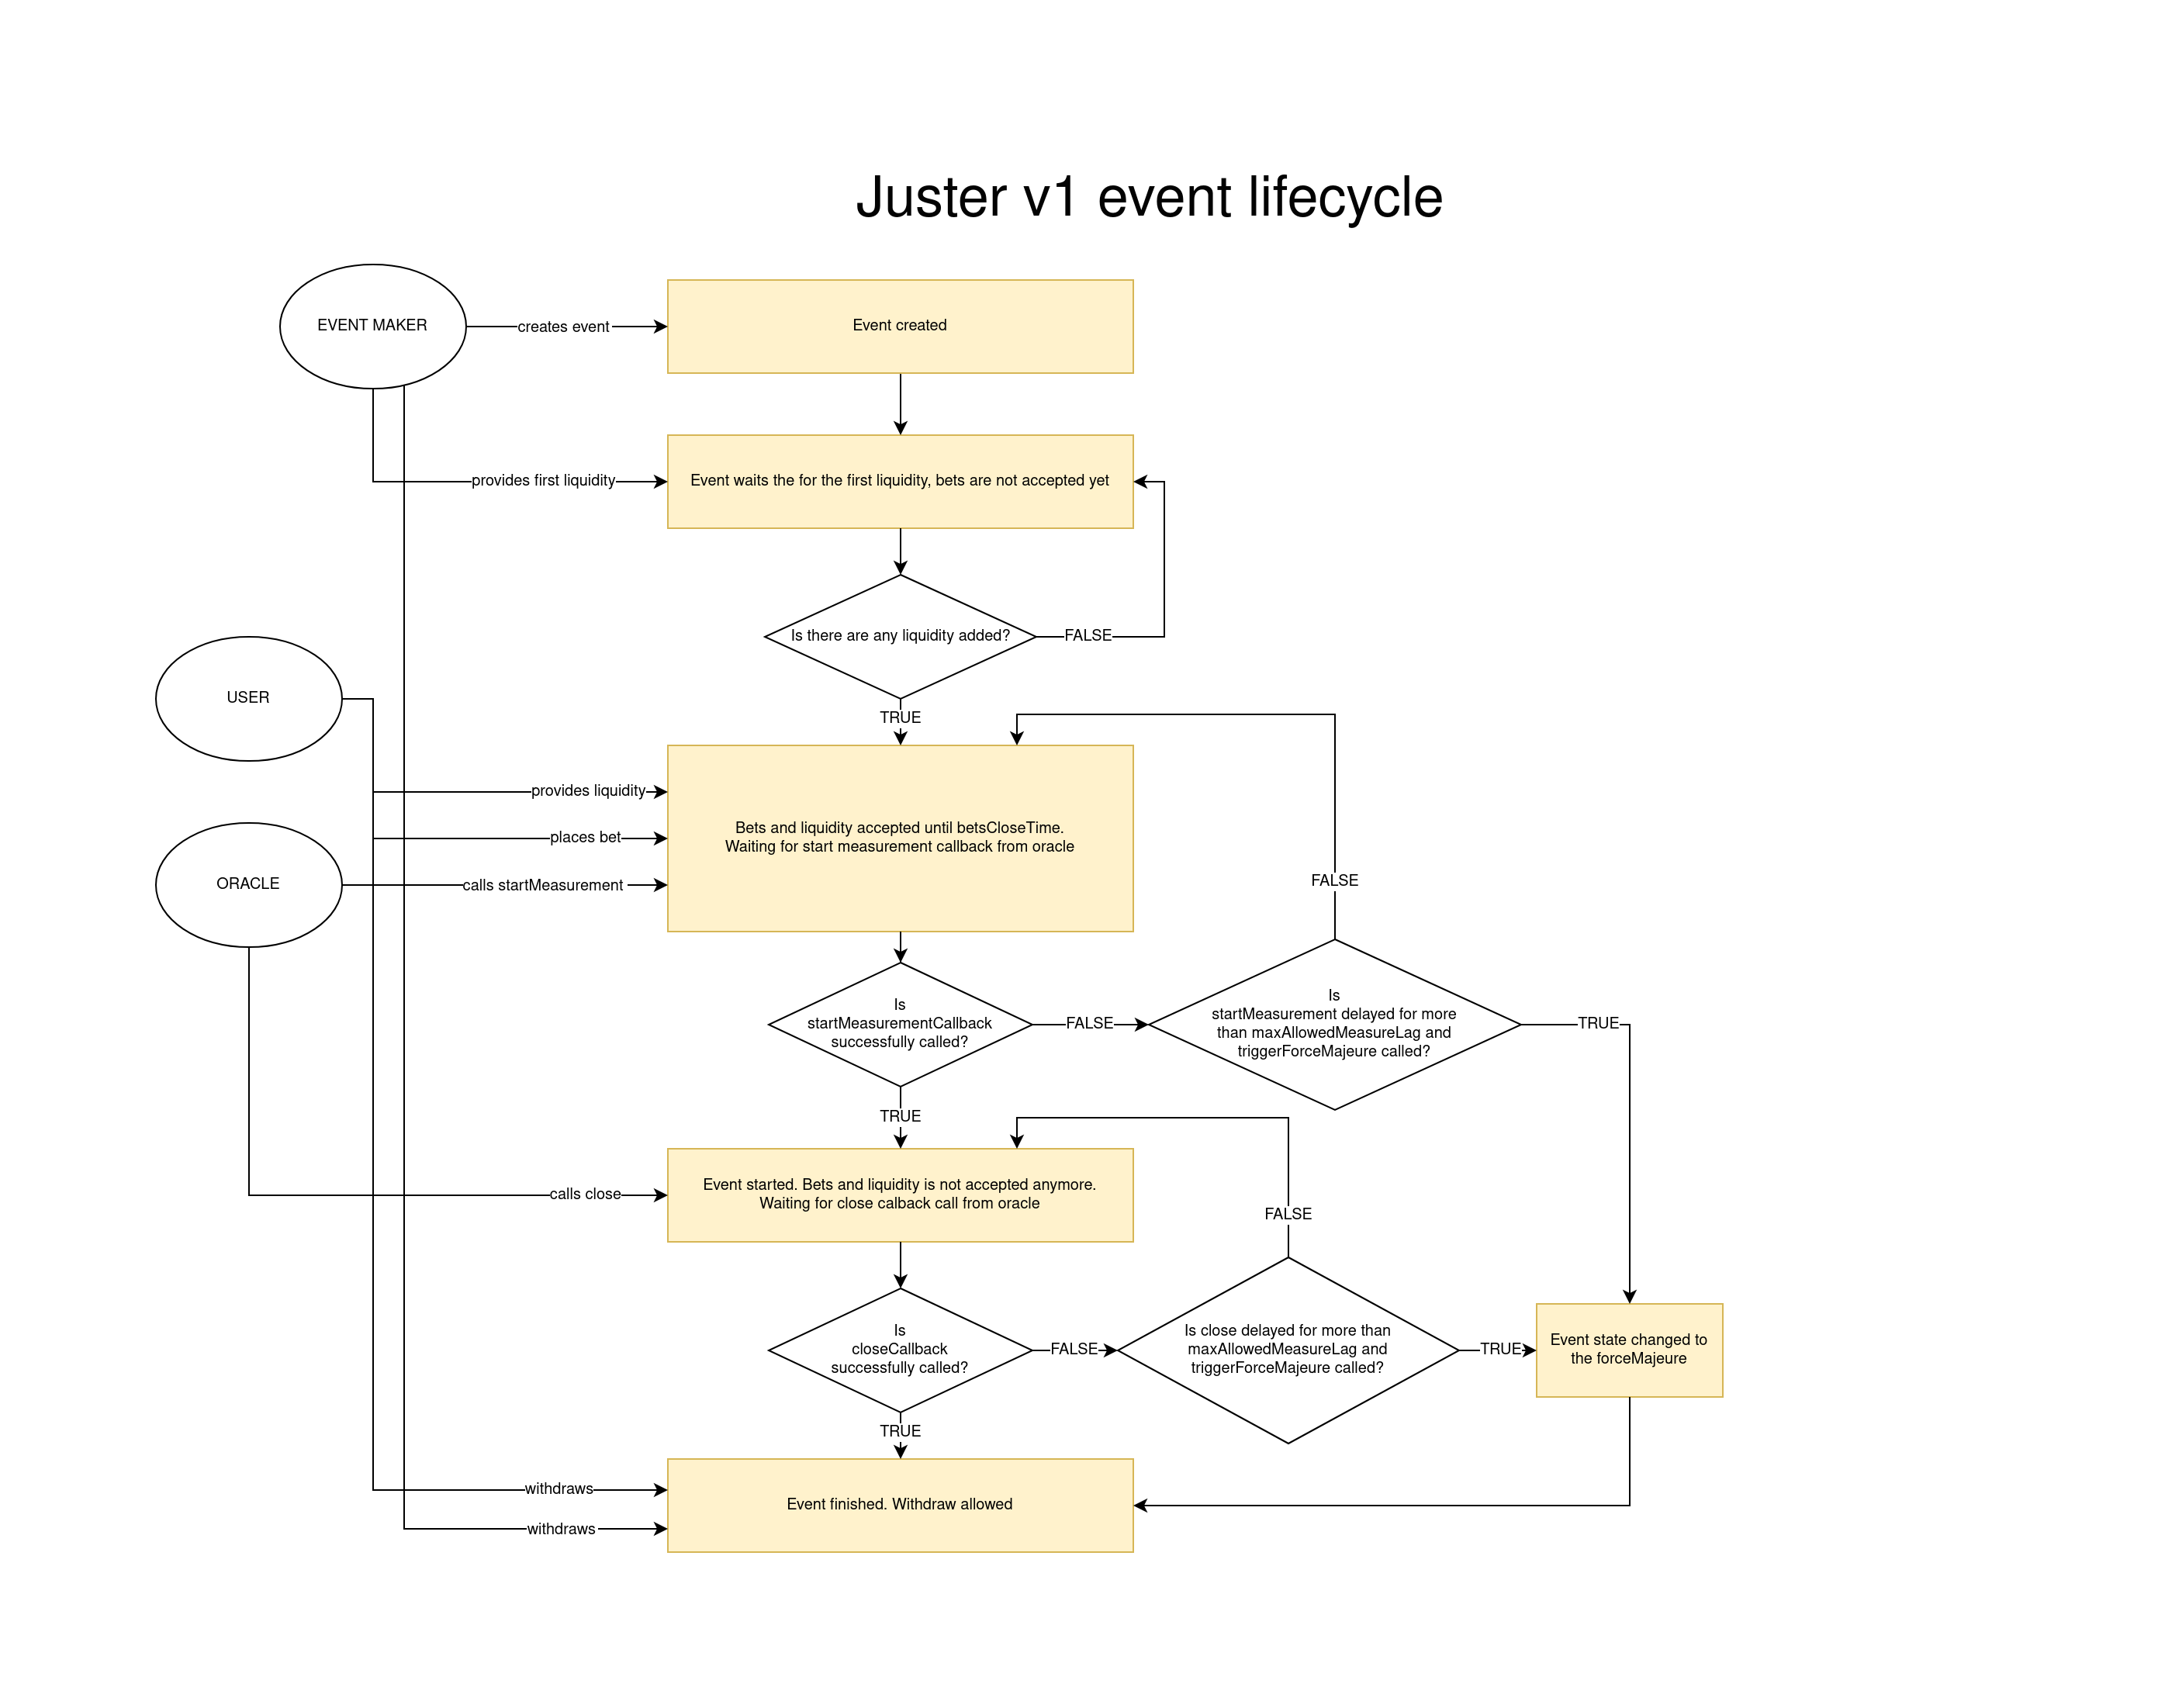 Juster v1 event lifecycle
EVENT MAKER
creates event
Event created
provides first liquidity
Event waits the for the first liquidity, bets are not accepted yet
Is there are any liquidity added?
FALSE
USER
TRUE
provides liquidity
places bet
Bets and liquidity accepted until betsCloseTime.
Waiting for start measurement callback from oracle
ORACLE
calls startMeasurement
FALSE
Is
startMeasurementCallback
successfully called?
FALSE
Is
startMeasurement delayed for more
than maxAllowedMeasureLag and
triggerForceMajeure called?
TRUE
TRUE
calls close
Event started. Bets and liquidity is not accepted anymore.
Waiting for close calback call from oracle
FALSE
Is
closeCallback
successfully called?
FALSE
Is close delayed for more than
maxAllowedMeasureLag and
triggerForceMajeure called?
TRUE
Event state changed to
the forceMajeure
TRUE
withdraws
Event finished. Withdraw allowed
withdraws